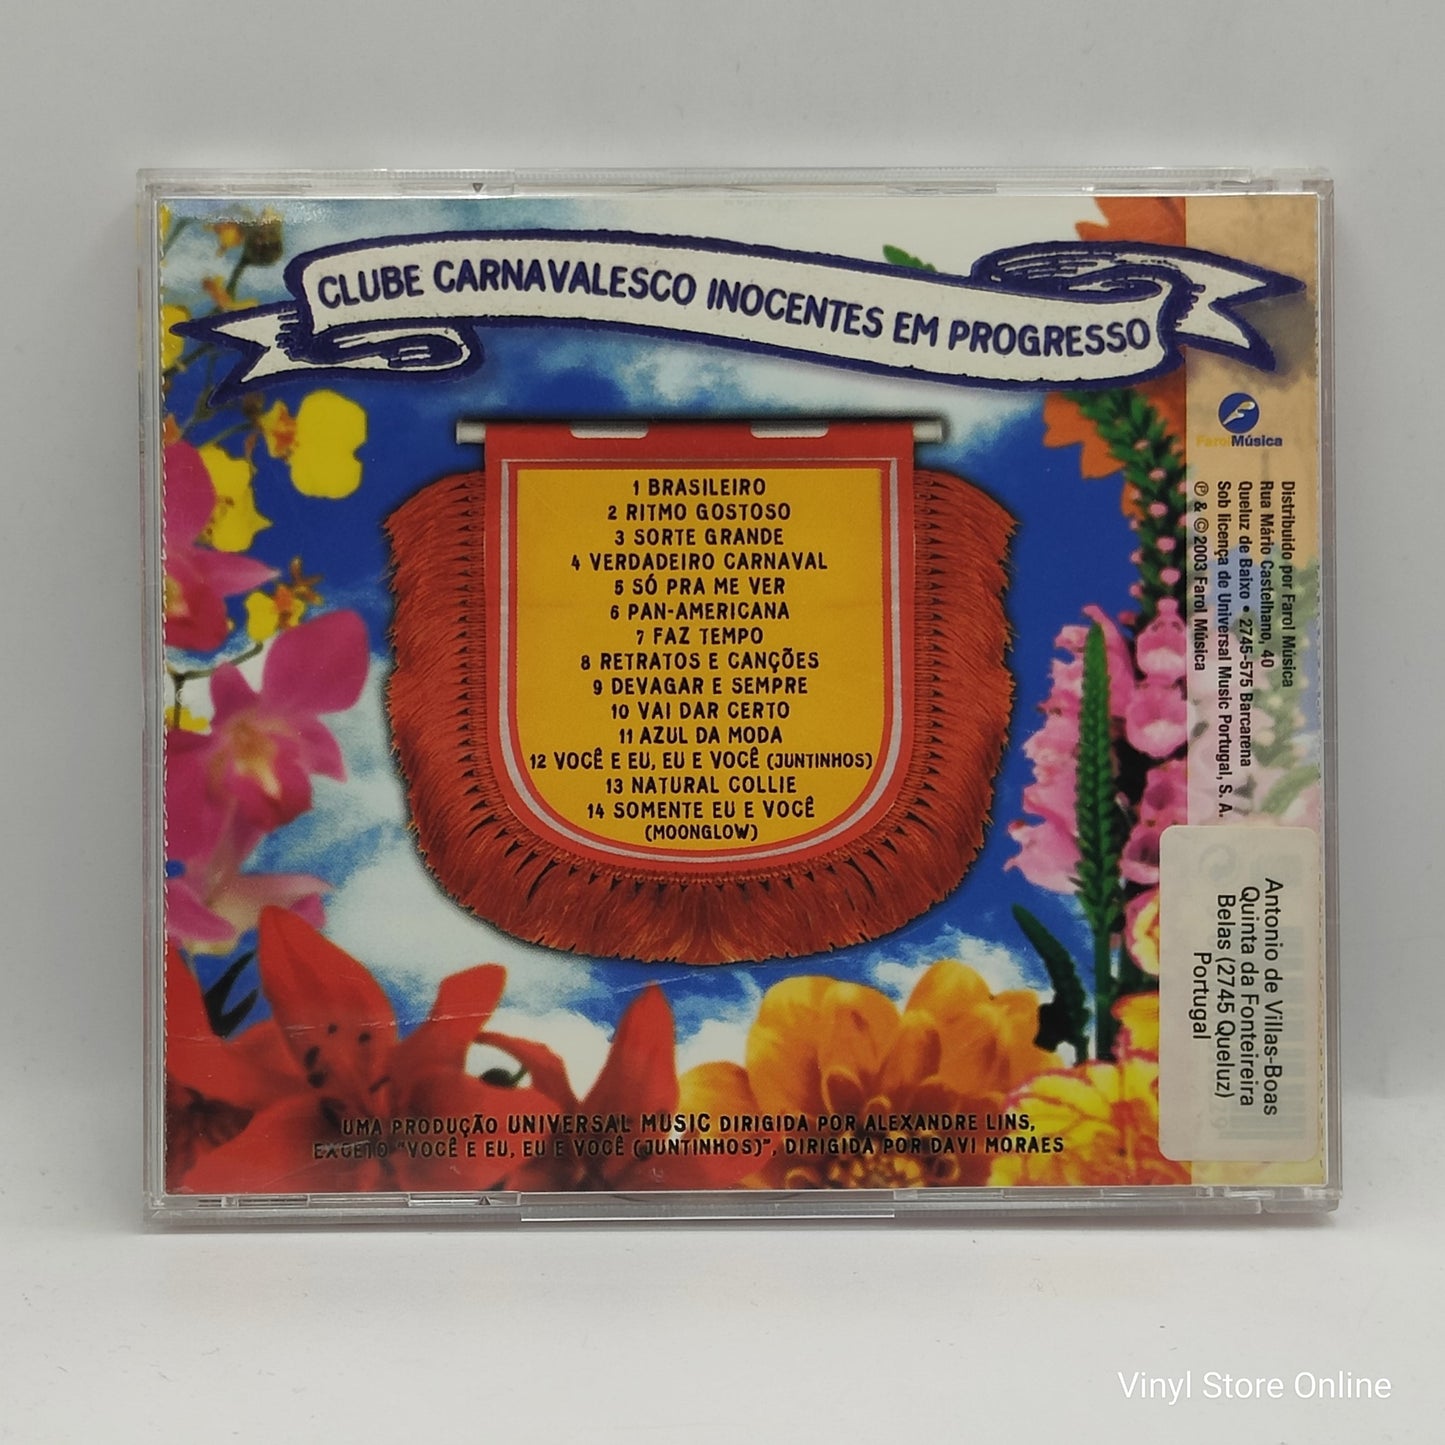 CLUBE CARNAVALESCO INOCENTES EM PROGRESSO
1 BRASILEIRO
2 RITMO GOSTOSO
3 SORTE GRANDE
4 VERDADEIRO CARNAVAL
5 SÓ PRA ME VER
6 PAN-AMERICANA
7 FAZ TEMPO
8 RETRATOS E CANÇÕES
9 DEVAGAR E SEMPRE
10 VAI DAR CERTO
11 AZUL DA MODA
12 VOCÊ E EU, EU E VOCÊ (JUNTINHOS)
13 NATURAL COLLIE
14 SOMENTE EU E VOCÊ
(MOONGLOW)
UMA PRODUÇÃO UNIVERSAL MUSIC DIRIGIDA POR ALEXANDRE LINS,
EXCETO "VOCÊ E EU, EU E VOCÊ (JUNTINHOS)", DIRIGIDA POR DAVI MORAES
Farol Música
Distribuido por Farol Música
Rua Mário Castelhano, 40
Queluz de Baixo • 2745-575 Barcarena
Sob licença de Universal Music Portugal, S. A.
℗ & © 2003 Farol Música
Antonio de Villas-Boas
Quinta da Fonteireira
Belas (2745 Queluz)
Portugal
Vinyl Store Online